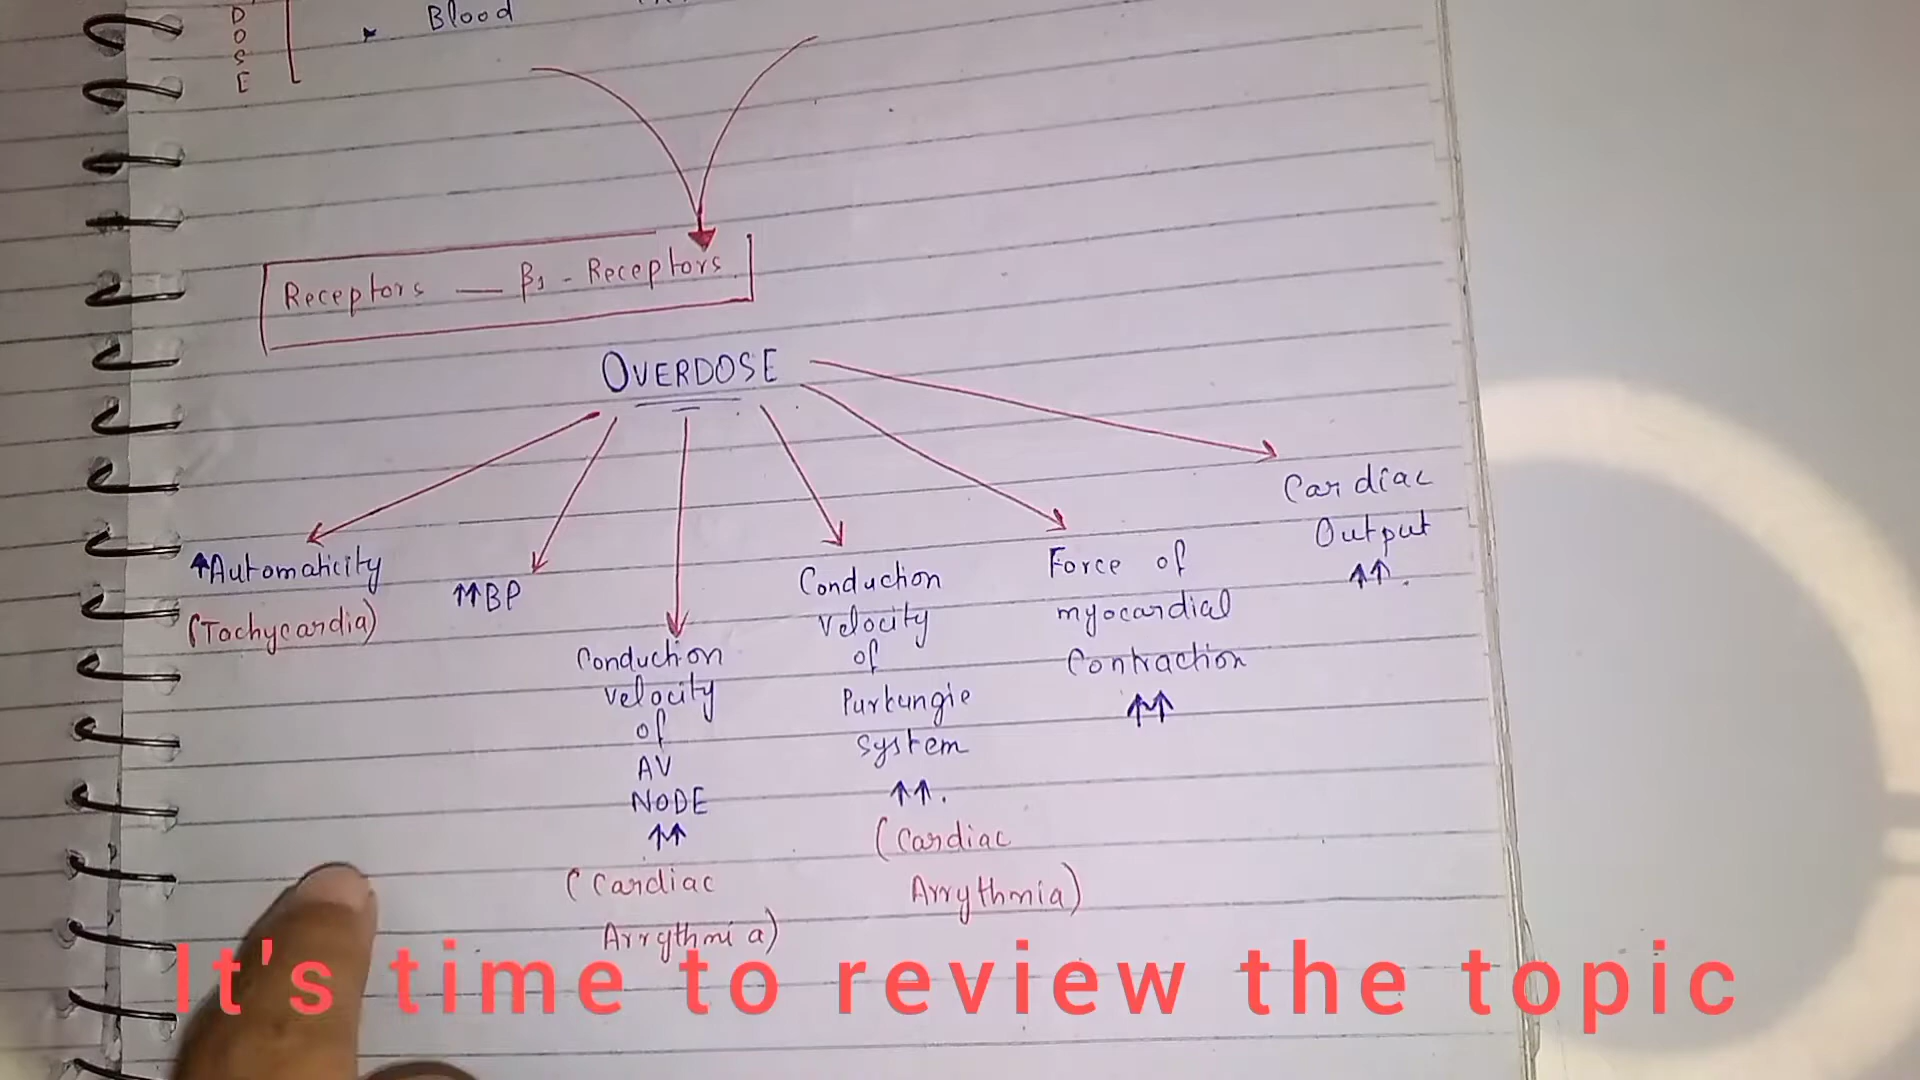 D
O
S
E
Blood
Receptors — β1 - Receptors.
OVERDOSE
↑Automaticity
(Tachycardia)
↑↑BP
Conduction
velocity
of
AV
NODE
↑↑
(Cardiac
Arrythmia)
Conduction
velocity
of
Purkungie
system
↑↑.
(Cardiac
Arrythmia)
Force of
myocardial
Contraction
↑↑
Cardiac
Output
↑↑.
It's time to review the topic